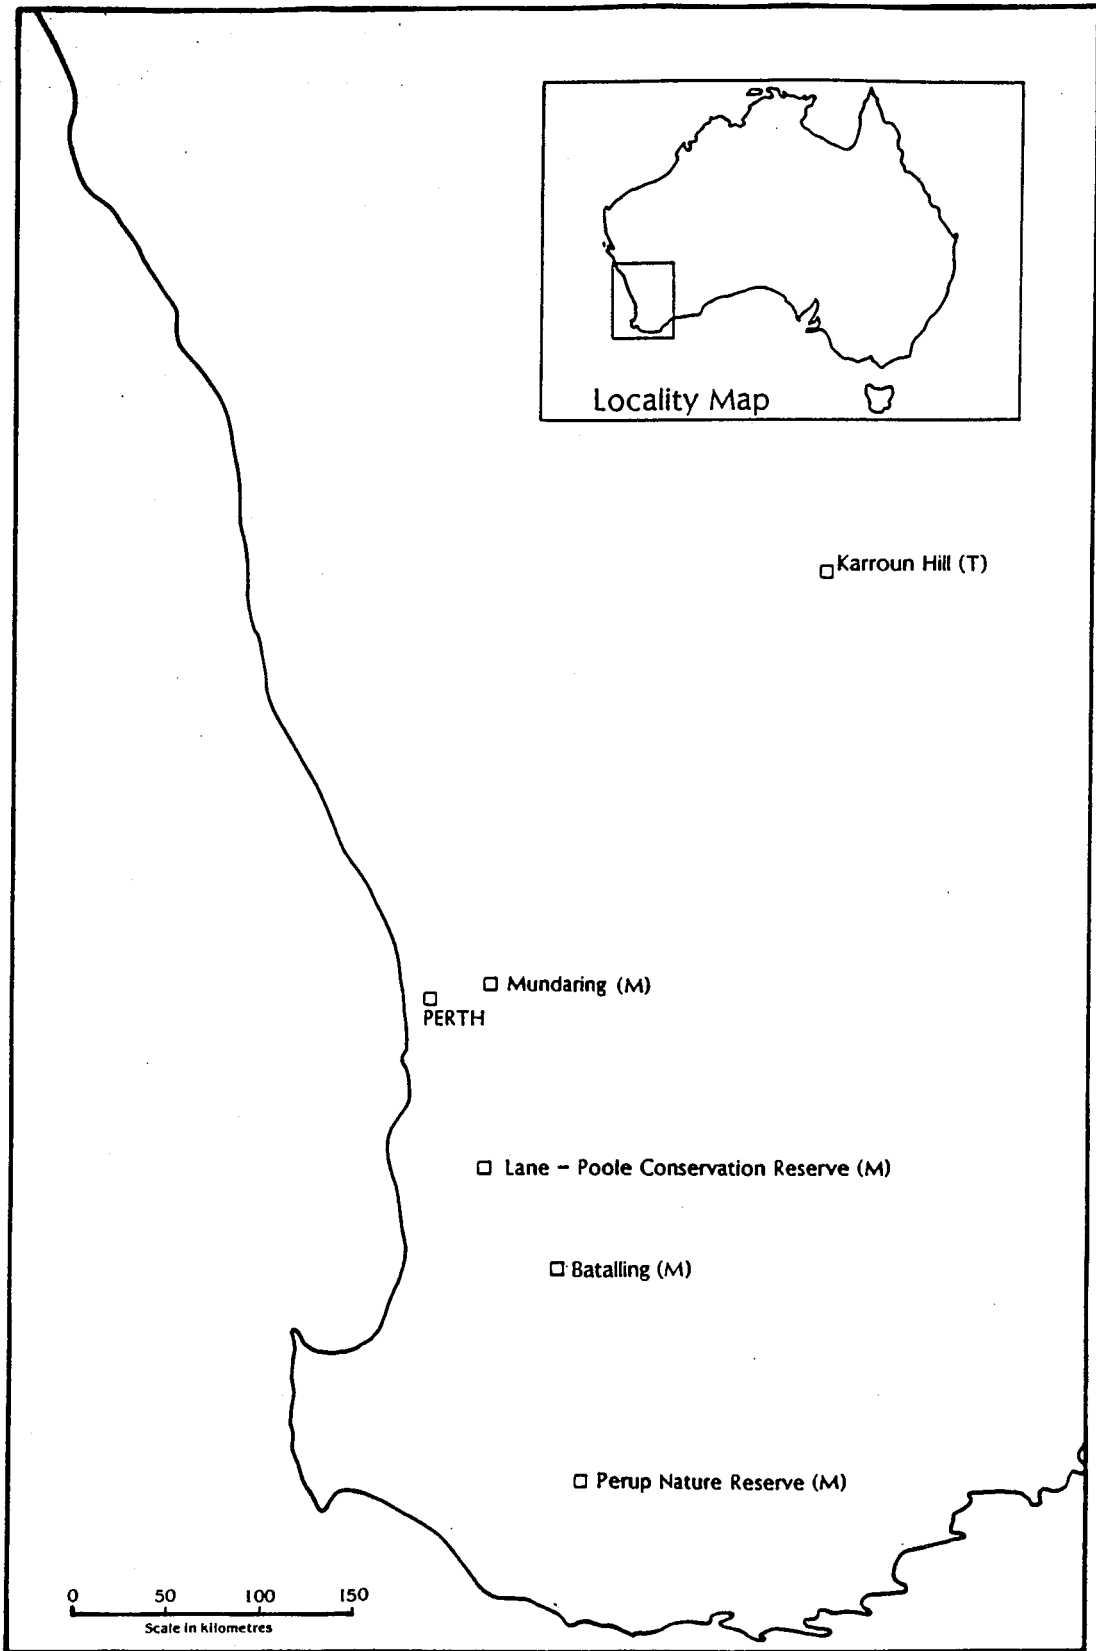 Locality Map
Karroun Hill (T)
Mundaring (M)
PERTH
Lane – Poole Conservation Reserve (M)
Batalling (M)
Perup Nature Reserve (M)
0 50 100 150
Scale in kilometres